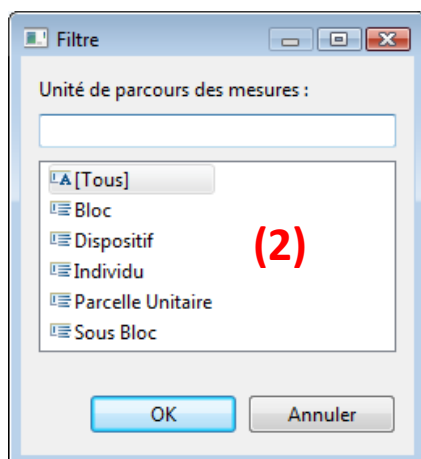 Filtre
Unité de parcours des mesures :
[Tous]
Bloc
Dispositif
(2)
Individu
Parcelle Unitaire
Sous Bloc
OK Annuler